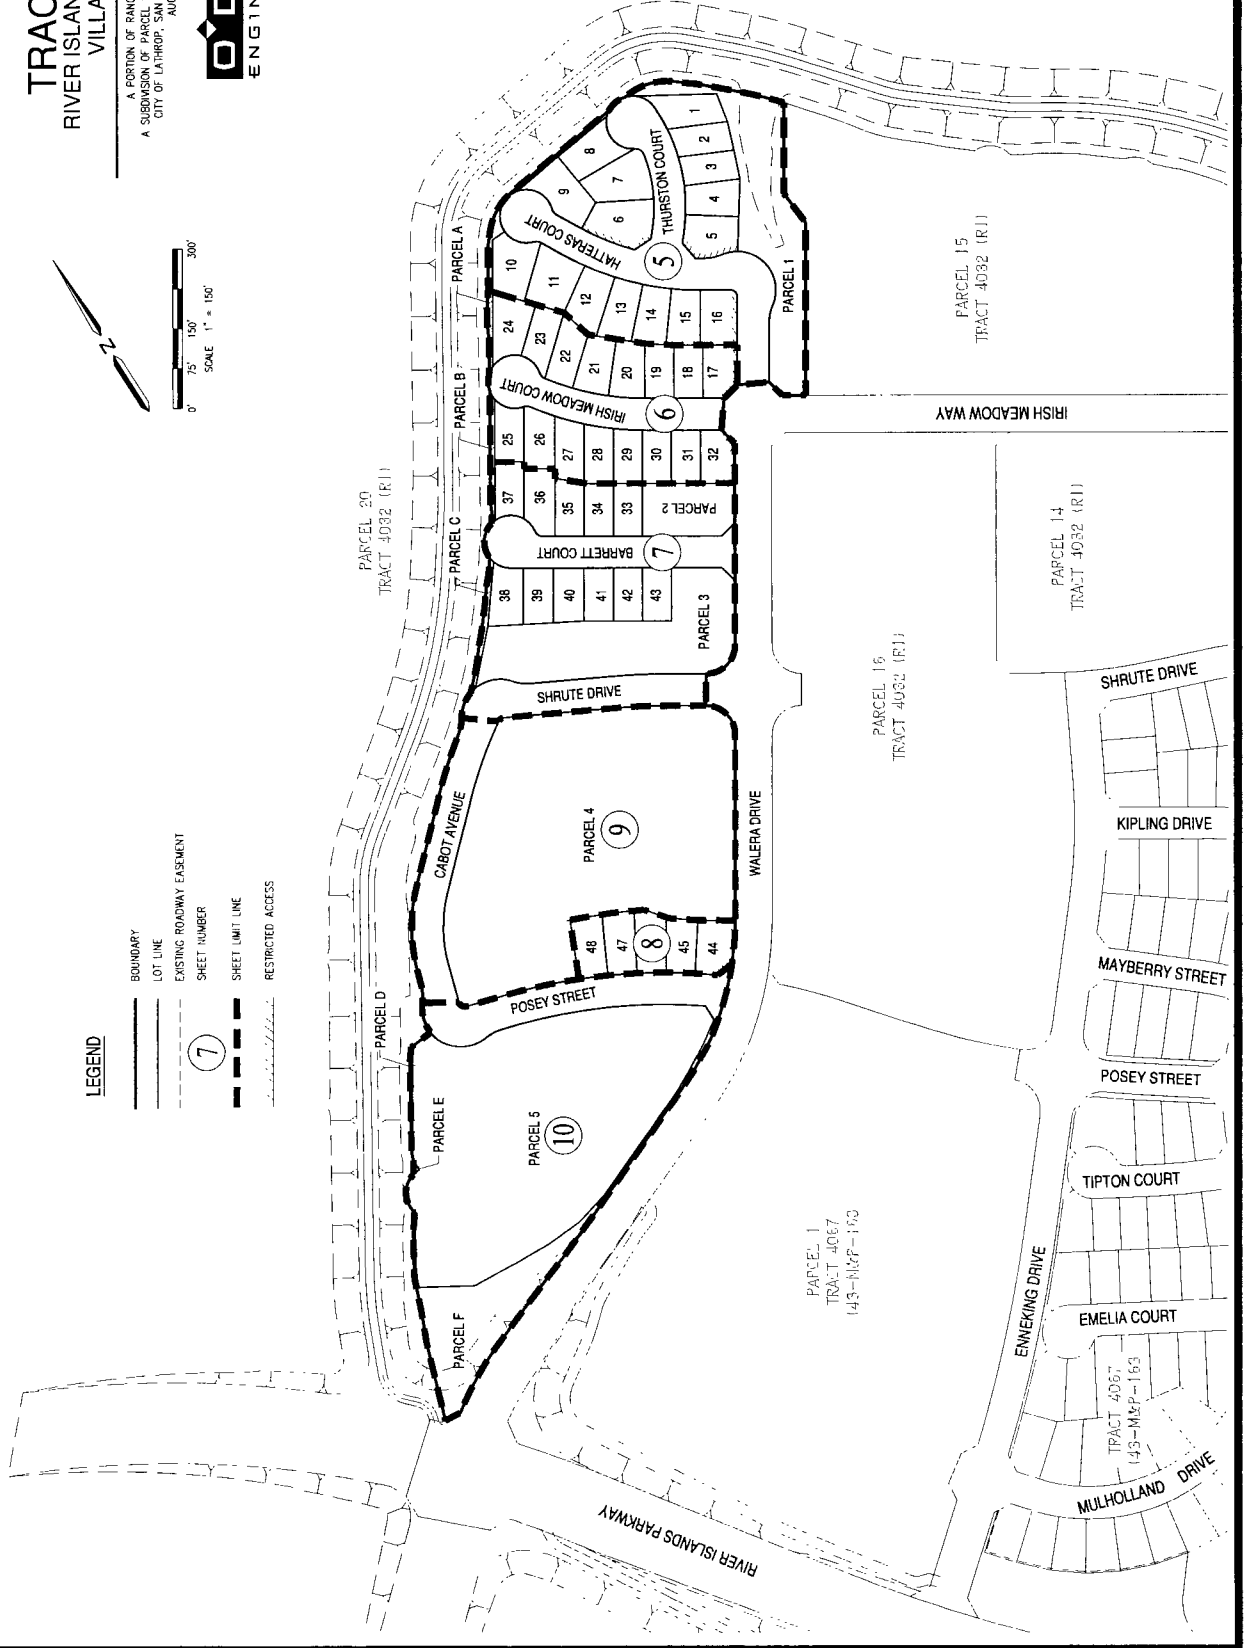 TRAC
RIVER ISLAN
VILLA
A PORTION OF RANC
A SUBDIVISION OF PARCEL
CITY OF LATHROP, SAN
AUG
ENGIN
N
0'
75'
150'
300'
SCALE 1" = 150'
LEGEND
BOUNDARY
LOT LINE
EXISTING ROADWAY EASEMENT
7
SHEET NUMBER
SHEET LIMIT LINE
RESTRICTED ACCESS
PARCEL 20
TRACT 4032 (RI)
PARCEL F
PARCEL E
PARCEL D
PARCEL C
PARCEL B
PARCEL A
PARCEL 5
10
POSEY STREET
CABOT AVENUE
PARCEL 4
9
48
47
8
45
44
SHRUTE DRIVE
WALERA DRIVE
PARCEL 3
38
39
40
41
42
43
BARRETT COURT
7
37
36
35
34
33
PARCEL 2
25
26
27
28
29
30
31
32
IRISH MEADOW COURT
6
24
23
22
21
20
19
18
17
10
11
12
13
14
15
16
HATTERAS COURT
5
9
8
7
6
THURSTON COURT
1
2
3
4
5
PARCEL 1
IRISH MEADOW WAY
PARCEL 15
TRACT 4032 (RI)
PARCEL 14
TRACT 4032 (RI)
PARCEL 16
TRACT 4032 (RI)
PARCEL 1
TRACT 4067
(43-M&P-163
RIVER ISLANDS PARKWAY
ENNEKING DRIVE
SHRUTE DRIVE
KIPLING DRIVE
MAYBERRY STREET
POSEY STREET
TIPTON COURT
EMELIA COURT
TRACT 4067
(43-M&P-163
MULHOLLAND DRIVE